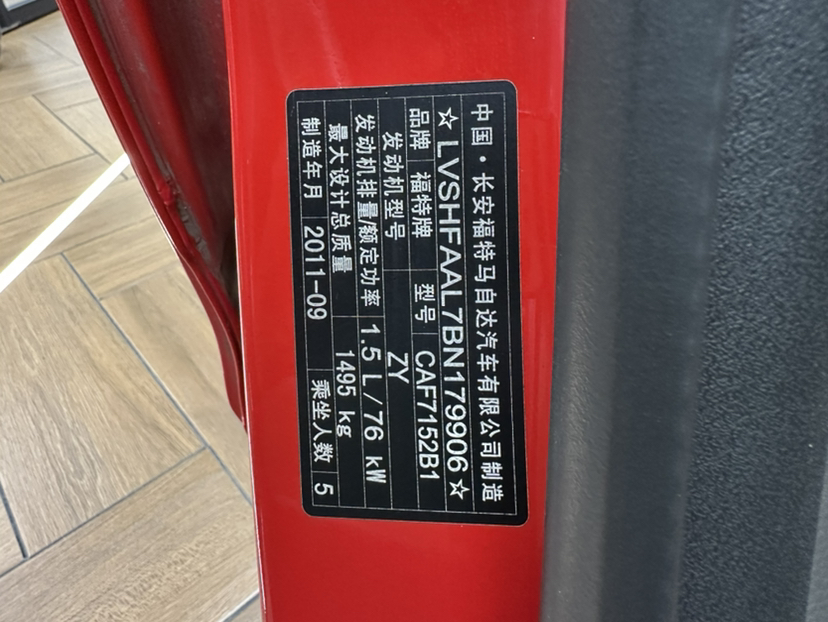 中国·长安福特马自达汽车有限公司制造
☆LVSHFAAL7BN179906☆
品牌 福特牌 型号 CAF7152B1
发动机型号 ZY
发动机排量/额定功率 1.5 L/76 kW
最大设计总质量 1495 kg
制造年月 2011-09 乘坐人数 5